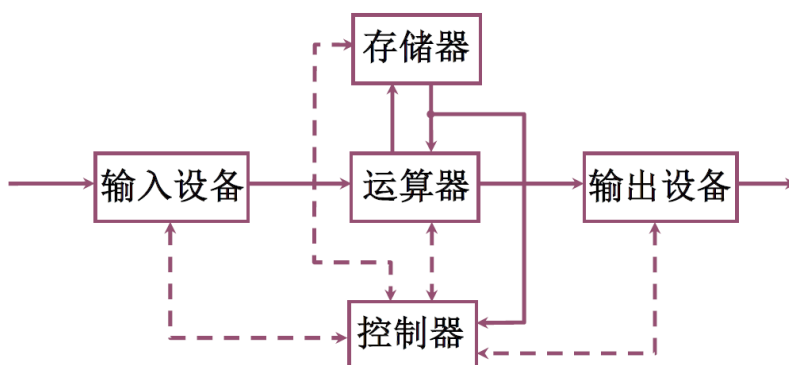 存储器
输入设备
运算器
输出设备
控制器